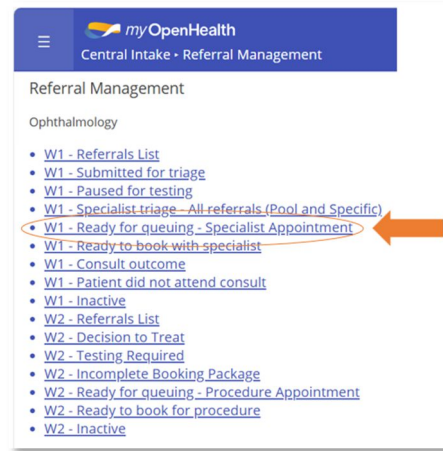 myOpenHealth
Central Intake ▸ Referral Management
Referral Management
Ophthalmology
• W1 - Referrals List
• W1 - Submitted for triage
• W1 - Paused for testing
• W1 - Specialist triage - All referrals (Pool and Specific)
• W1 - Ready for queuing - Specialist Appointment
• W1 - Ready to book with specialist
• W1 - Consult outcome
• W1 - Patient did not attend consult
• W1 - Inactive
• W2 - Referrals List
• W2 - Decision to Treat
• W2 - Testing Required
• W2 - Incomplete Booking Package
• W2 - Ready for queuing - Procedure Appointment
• W2 - Ready to book for procedure
• W2 - Inactive